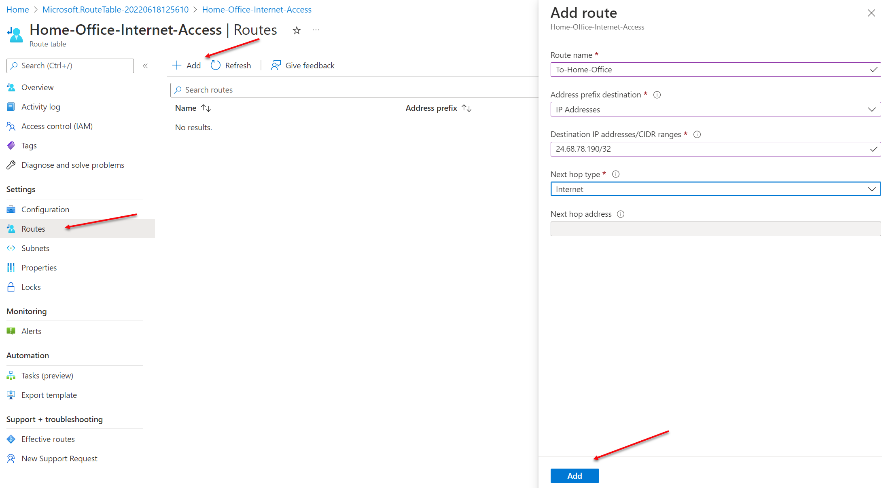 Home > Microsoft.RouteTable-20220618125610 > Home-Office-Internet-Access
Home-Office-Internet-Access | Routes
Route table
Search (Ctrl+/)
Overview
Activity log
Access control (IAM)
Tags
Diagnose and solve problems
Settings
Configuration
Routes
Subnets
Properties
Locks
Monitoring
Alerts
Automation
Tasks (preview)
Export template
Support + troubleshooting
Effective routes
New Support Request
Add Refresh Give feedback
Search routes
Name Address prefix
No results.
Add route
Home-Office-Internet-Access
Route name *
To-Home-Office
Address prefix destination *
IP Addresses
Destination IP addresses/CIDR ranges *
24.68.78.190/32
Next hop type *
Internet
Next hop address
Add